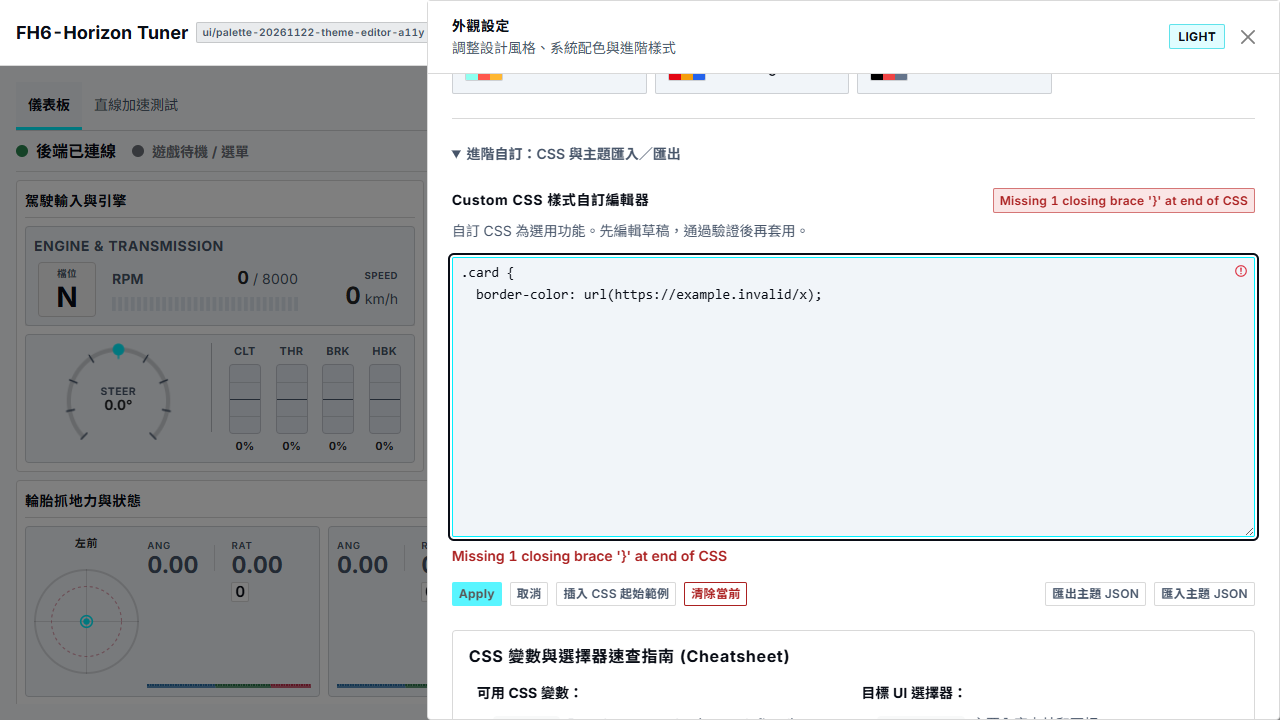 FH6-Horizon Tuner
ui/palette-20261122-theme-editor-a11y
儀表板
直線加速測試
後端已連線
遊戲待機 / 選單
駕駛輸入與引擎
ENGINE & TRANSMISSION
檔位
N
RPM
0 / 8000
SPEED
0 km/h
STEER
0.0°
CLT
THR
BRK
HBK
0%
0%
0%
0%
輪胎抓地力與狀態
左前
ANG
0.00
RAT
0.00
0
ANG
0.00
外觀設定
調整設計風格、系統配色與進階樣式
LIGHT
▼ 進階自訂：CSS 與主題匯入／匯出
Custom CSS 樣式自訂編輯器
Missing 1 closing brace '}' at end of CSS
自訂 CSS 為選用功能。先編輯草稿，通過驗證後再套用。
.card {
border-color: url(https://example.invalid/x);
Missing 1 closing brace '}' at end of CSS
Apply
取消
插入 CSS 起始範例
清除當前
匯出主題 JSON
匯入主題 JSON
CSS 變數與選擇器速查指南 (Cheatsheet)
可用 CSS 變數：
目標 UI 選擇器：